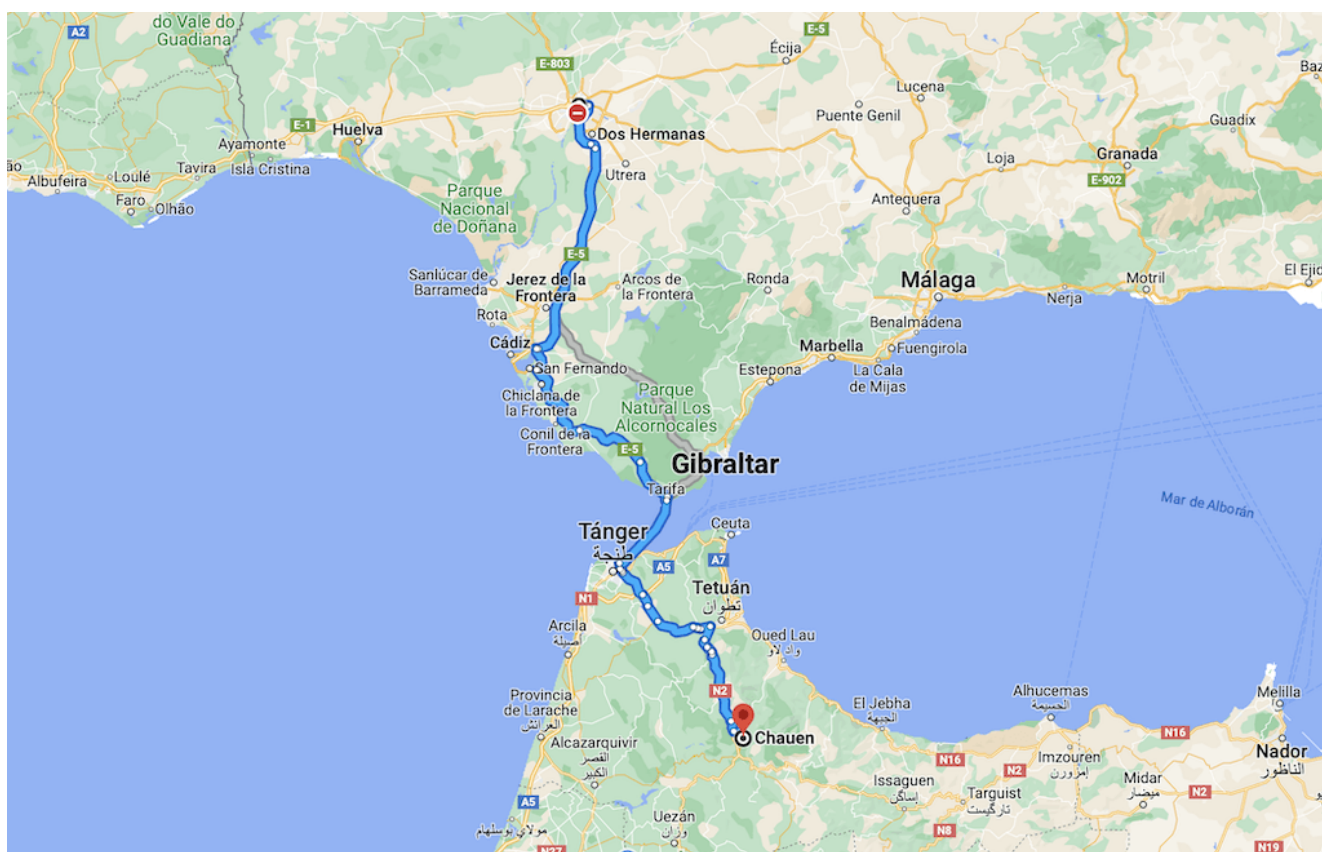 do Vale do
Guadiana
A2
E-803
E-5
Écija
Lucena
Baz
Puente Genil
Guadix
E-1
Huelva
Dos Hermanas
Ayamonte
Isla Cristina
Utrera
Loja
Granada
E-902
ão
Loulé
Tavira
Albufeira
Faro
Olhão
Parque
Nacional
de Doñana
Antequera
E-5
Sanlúcar de
Barrameda
Jerez de la
Frontera
Arcos de
la Frontera
Ronda
Málaga
Motril
El Ejid
Nerja
Rota
Benalmádena
Cádiz
Marbella
Fuengirola
San Fernando
Estepona
La Cala
de Mijas
Chiclana de
la Frontera
Parque
Natural Los
Alcornocales
Conil de la
Frontera
E-5
Gibraltar
Tarifa
Mar de Alborán
Tánger
طنجة
Ceuta
A5
A7
N1
Tetuán
تطوان
Arcila
أصيلة
Oued Lau
واد لاو
N2
Provincia
de Larache
العرائش
Chauen
El Jebha
الجبهة
Alhucemas
الحسيمة
Melilla
N16
Alcazarquivir
القصر
الكبير
N16
Imzouren
إمزورن
Nador
الناظور
N2
Issaguen
إساگن
Midar
ميضار
N2
Targuist
تارگيست
A5
مولاي بوسلهام
Uezán
وزان
N8
N27
N19